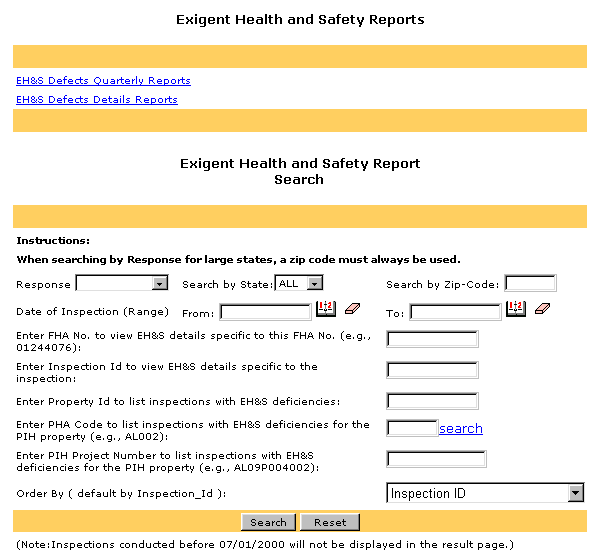 Exigent Health and Safety Reports
EH&S Defects Quarterly Reports
EH&S Defects Details Reports
Exigent Health and Safety Report
Search
Instructions:
When searching by Response for large states, a zip code must always be used.
Response Search by State: ALL Search by Zip-Code:
Date of Inspection (Range) From: To:
Enter FHA No. to view EH&S details specific to this FHA No. (e.g.,
01244076):
Enter Inspection Id to view EH&S details specific to the
inspection:
Enter Property Id to list inspections with EH&S deficiencies:
Enter PHA Code to list inspections with EH&S deficiencies for the
PIH property (e.g., AL002): search
Enter PIH Project Number to list inspections with EH&S
deficiencies for the PIH property (e.g., AL09P004002):
Order By ( default by Inspection_Id ): Inspection ID
Search Reset
(Note:Inspections conducted before 07/01/2000 will not be displayed in the result page.)